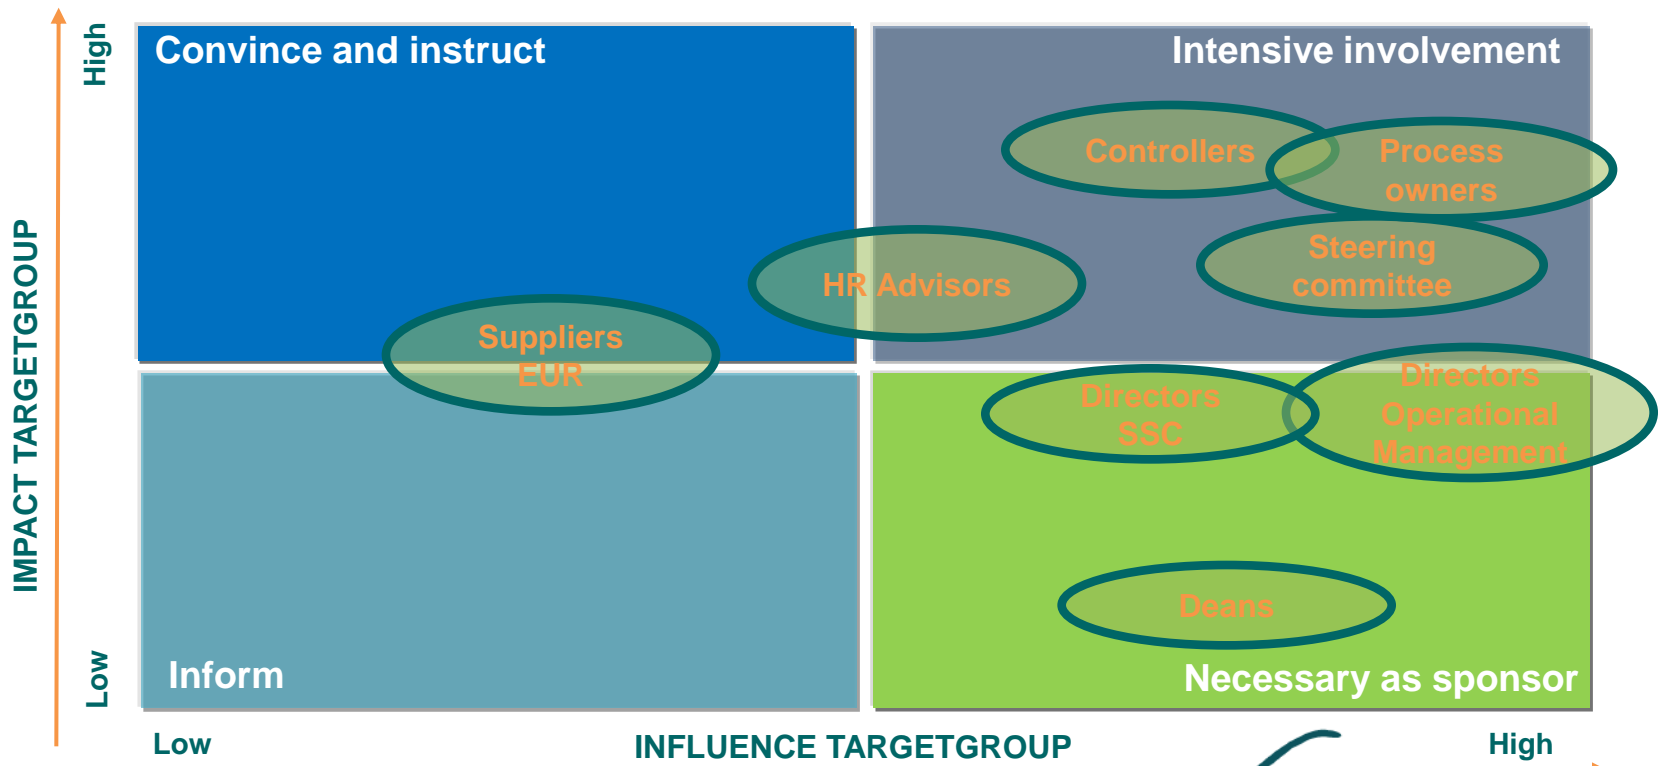 High
Convince and instruct
Intensive involvement
Controllers
Process
owners
Steering
committee
HR Advisors
Suppliers
EUR
Directors
SSC
Directors
Operational
Management
Deans
IMPACT TARGETGROUP
Low
Inform
Necessary as sponsor
Low
INFLUENCE TARGETGROUP
High